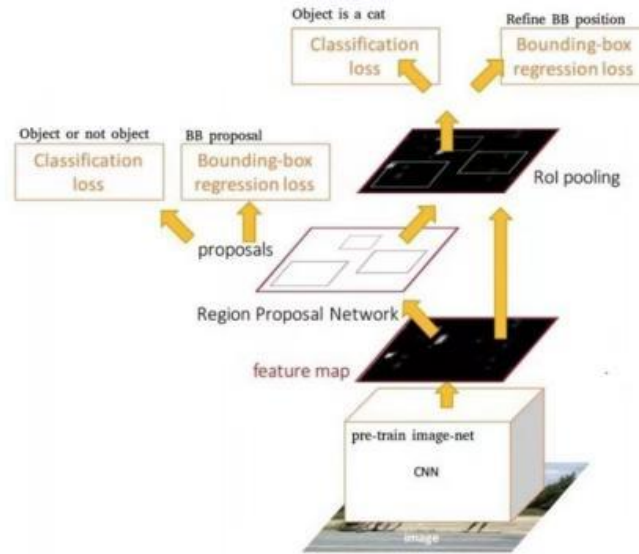 Object is a cat
Refine BB position
Classification
loss
Bounding-box
regression loss
Object or not object
BB proposal
Classification
loss
Bounding-box
regression loss
RoI pooling
proposals
Region Proposal Network
feature map
pre-train image-net
CNN
image